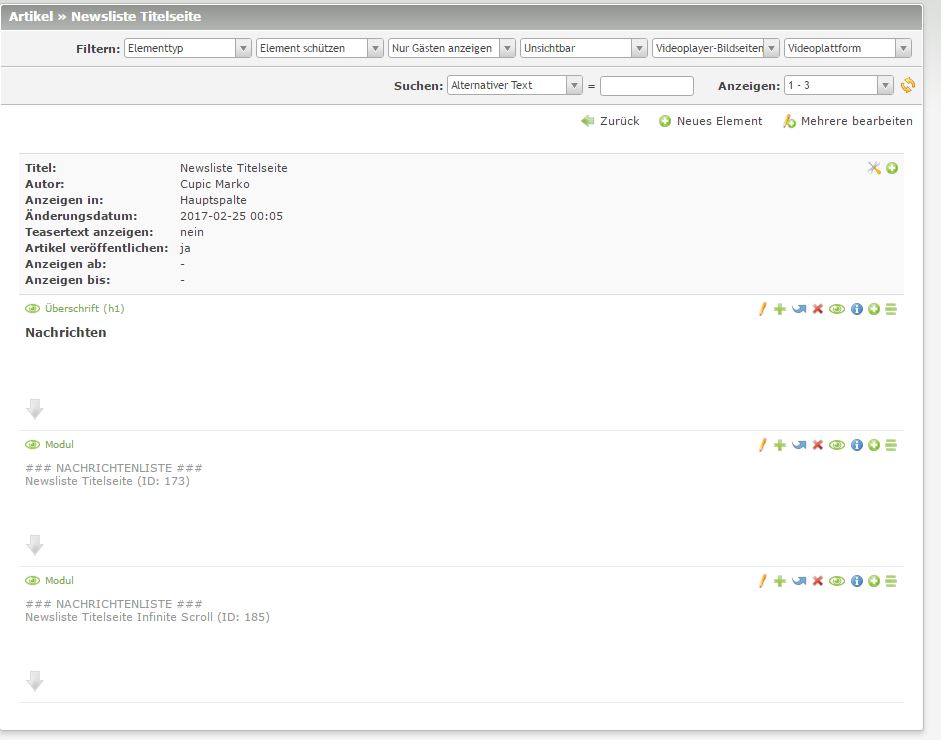 Artikel » Newsliste Titelseite
Filtern: Elementtyp Element schützen Nur Gästen anzeigen Unsichtbar Videoplayer-Bildseiten Videoplattform
Suchen: Alternativer Text = Anzeigen: 1 - 3
Zurück Neues Element Mehrere bearbeiten
Titel: Newsliste Titelseite
Autor: Cupic Marko
Anzeigen in: Hauptspalte
Änderungsdatum: 2017-02-25 00:05
Teasertext anzeigen: nein
Artikel veröffentlichen: ja
Anzeigen ab: -
Anzeigen bis: -
Überschrift (h1)
Nachrichten
Modul
### NACHRICHTENLISTE ###
Newsliste Titelseite (ID: 173)
Modul
### NACHRICHTENLISTE ###
Newsliste Titelseite Infinite Scroll (ID: 185)